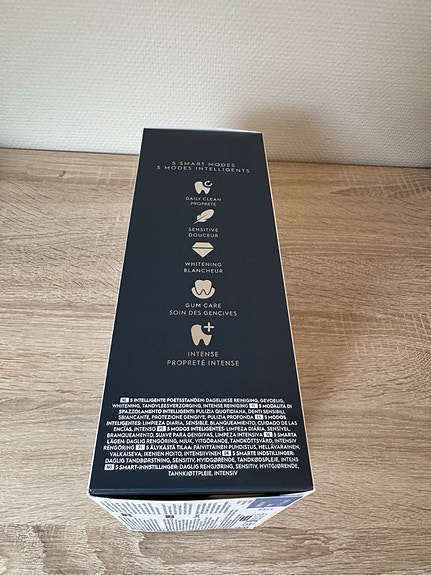 5 SMART MODES
5 MODES INTELLIGENTS
DAILY CLEAN
PROPRETÉ
SENSITIVE
DOUCEUR
WHITENING
BLANCHEUR
GUM CARE
SOIN DES GENCIVES
INTENSE
PROPRETÉ INTENSE
NL 5 INTELLIGENTE POETSSTANDEN: DAGELIJKSE REINIGING, GEVOELIG,
WHITENING, TANDVLEESVERZORGING, INTENSE REINIGING IT 5 MODALITÀ DI
SPAZZOLAMENTO INTELLIGENTI: PULIZIA QUOTIDIANA, DENTI SENSIBILI,
SBIANCANTE, PROTEZIONE GENGIVE, PULIZIA PROFONDA ES 5 MODOS
INTELIGENTES: LIMPIEZA DIARIA, SENSIBLE, BLANQUEAMIENTO, CUIDADO DE LAS
ENCÍAS, INTENSO PT 5 MODOS INTELIGENTES: LIMPEZA DIÁRIA, SENSÍVEL,
BRANQUEAMENTO, SUAVE PARA GENGIVAS, LIMPEZA INTENSIVA SE 5 SMARTA
LÄGEN: DAGLIG RENGÖRING, MJUK, VITGÖRANDE, TANDKÖTTSVÅRD, INTENSIV
RENGÖRING FI 5 ÄLYKÄSTÄ TILAA: PÄIVITTÄINEN PUHDISTUS, HELLÄVARAINEN,
VALKAISEVA, IKENIEN HOITO, INTENSIIVINEN DK 5 SMARTE INDSTILLINGER:
DAGLIG TANDBØRSTNING, SENSITIV, HVIDGØRENDE, TANDKØDSPLEJE, INTENS
NO 5 SMART-INNSTILLINGER: DAGLIG RENGJØRING, SENSITIV, HVITGJØRENDE,
TANNKJØTTPLEIE, INTENSIV